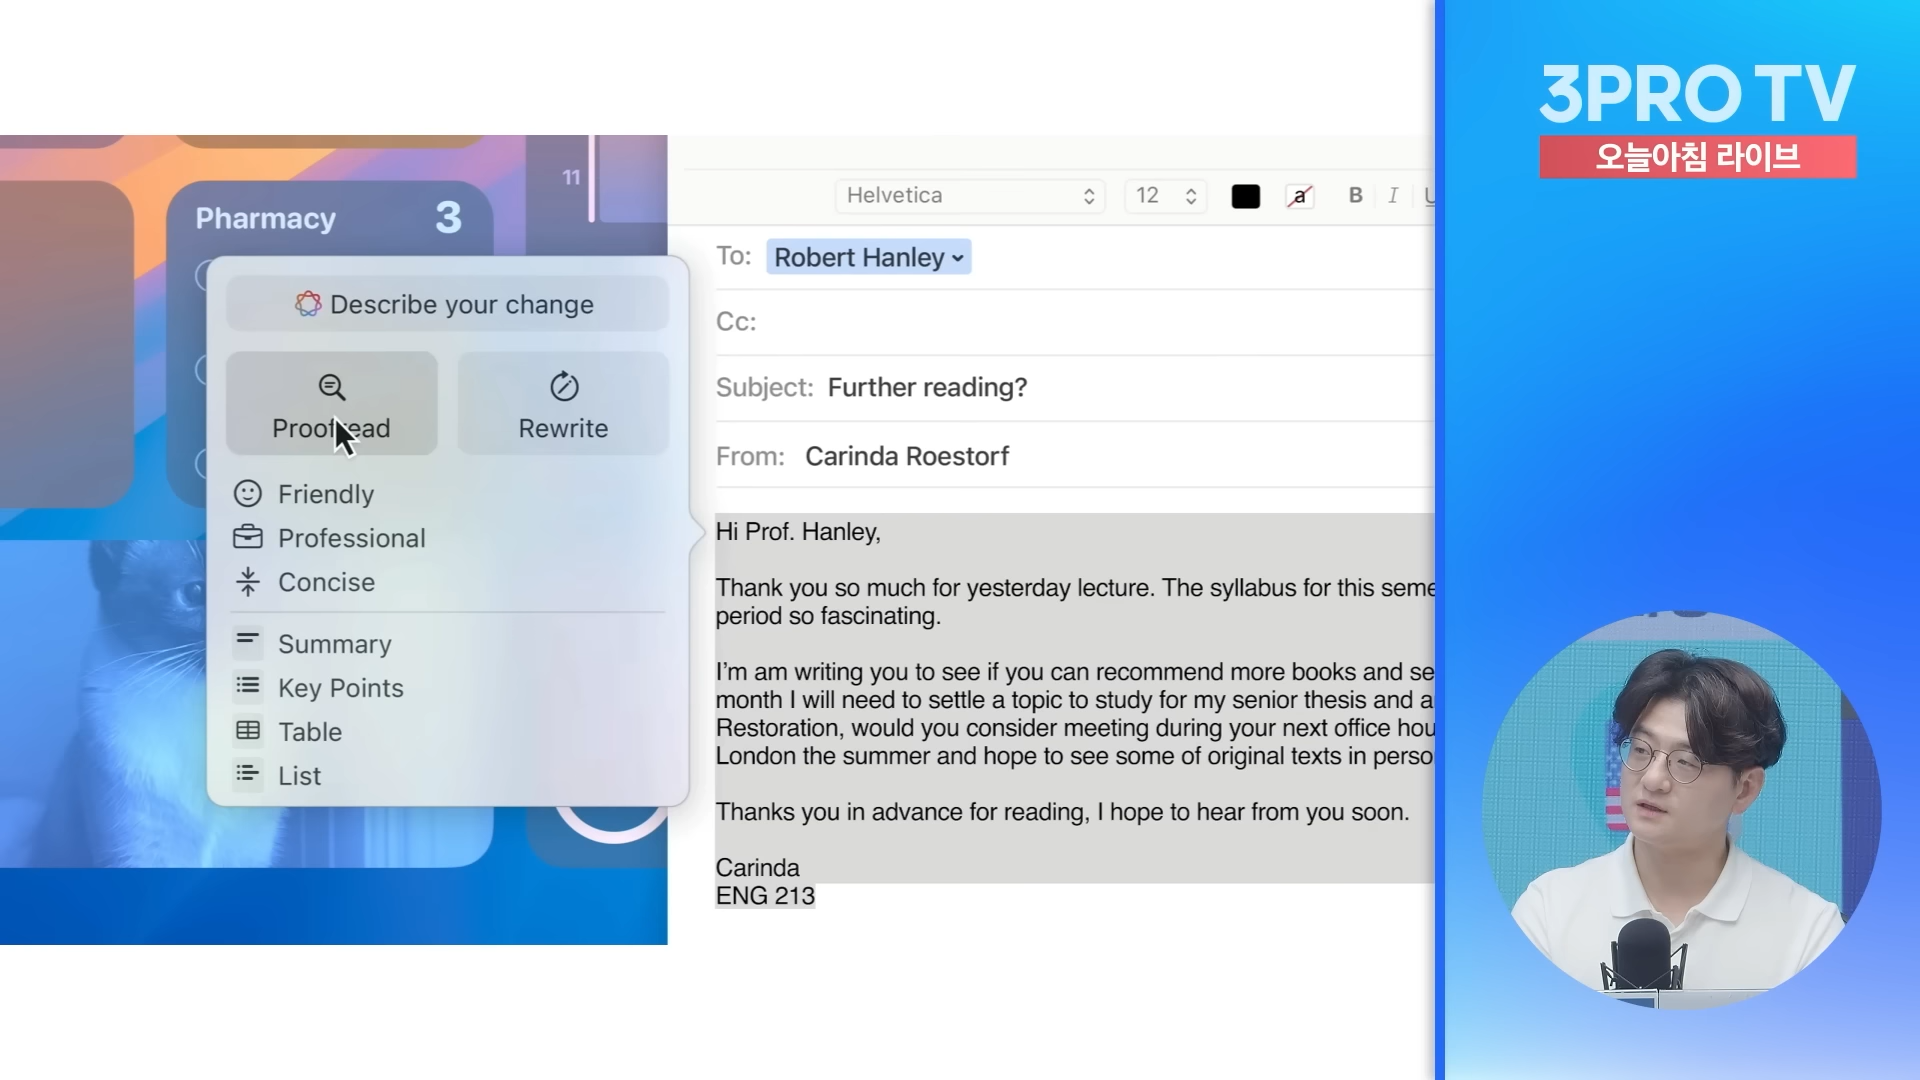 3PRO TV
오늘아침 라이브
11
Pharmacy 3
Describe your change
Proofread
Rewrite
Friendly
Professional
Concise
Summary
Key Points
Table
List
Helvetica 12 a B I U
To: Robert Hanley
Cc:
Subject: Further reading?
From: Carinda Roestorf
Hi Prof. Hanley,
Thank you so much for yesterday lecture. The syllabus for this seme
period so fascinating.
I'm am writing you to see if you can recommend more books and se
month I will need to settle a topic to study for my senior thesis and a
Restoration, would you consider meeting during your next office hou
London the summer and hope to see some of original texts in perso
Thanks you in advance for reading, I hope to hear from you soon.
Carinda
ENG 213